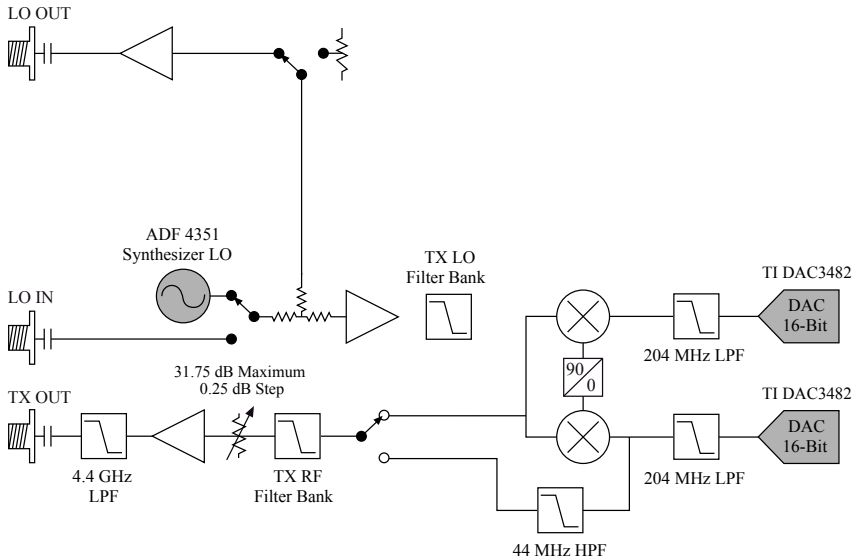 LO OUT
ADF 4351
Synthesizer LO
TX LO
Filter Bank
TI DAC3482
DAC
16-Bit
204 MHz LPF
LO IN
90
0
31.75 dB Maximum
0.25 dB Step
TX OUT
TI DAC3482
DAC
16-Bit
204 MHz LPF
4.4 GHz
LPF
TX RF
Filter Bank
44 MHz HPF